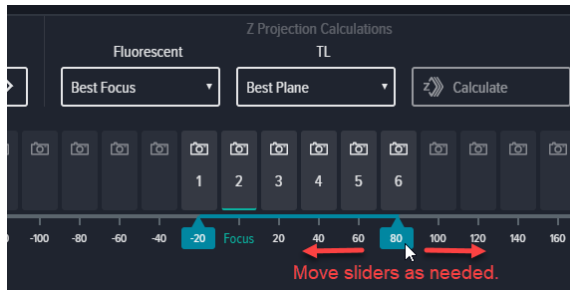 Z Projection Calculations
Fluorescent TL
Best Focus Best Plane Z Calculate
1 2 3 4 5 6
-100 -80 -60 -40 -20 Focus 20 40 60 80 100 120 140 160
Move sliders as needed.